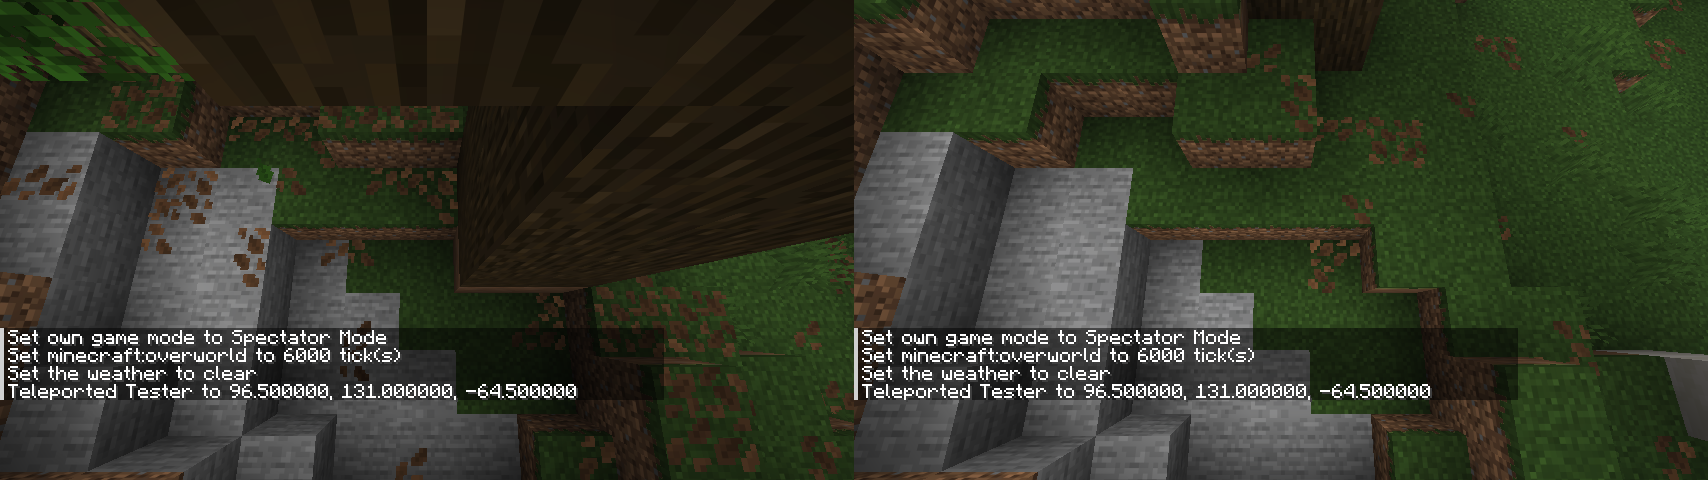 Set own game mode to Spectator Mode
Set minecraft:overworld to 6000 tick(s)
Set the weather to clear
Teleported Tester to 96.500000, 131.000000, -64.500000
Set own game mode to Spectator Mode
Set minecraft:overworld to 6000 tick(s)
Set the weather to clear
Teleported Tester to 96.500000, 131.000000, -64.500000